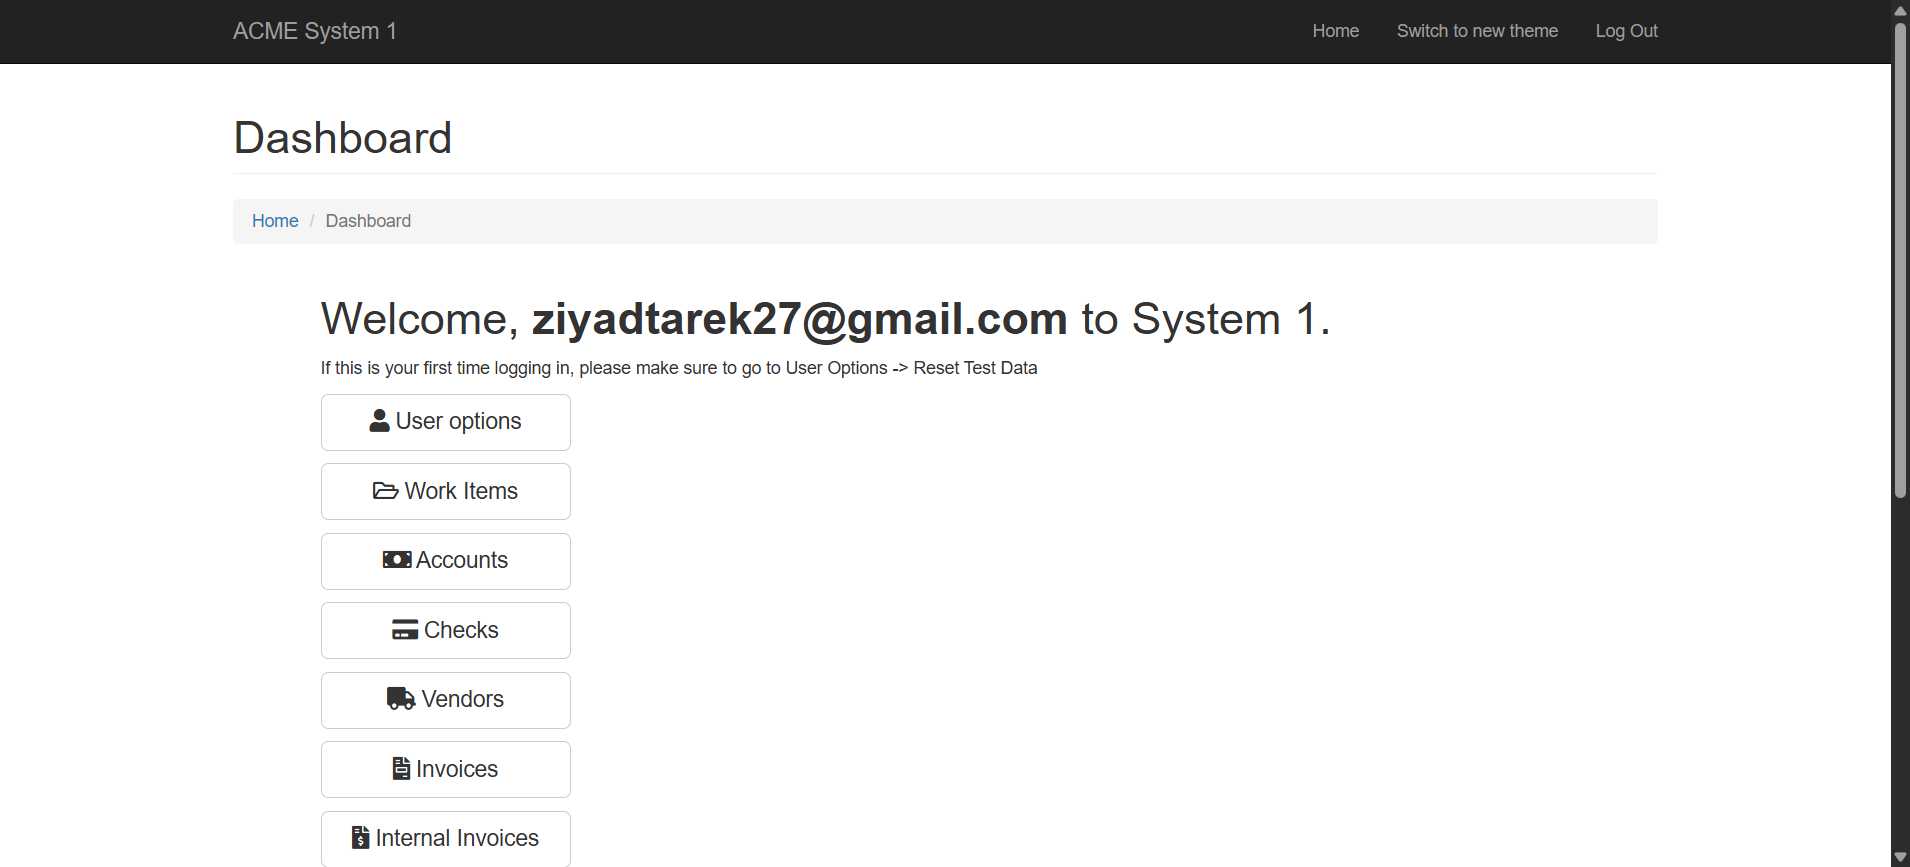 ACME System 1
Home
Switch to new theme
Log Out
Dashboard
Home / Dashboard
Welcome, ziyadtarek27@gmail.com to System 1.
If this is your first time logging in, please make sure to go to User Options -> Reset Test Data
User options
Work Items
Accounts
Checks
Vendors
Invoices
Internal Invoices